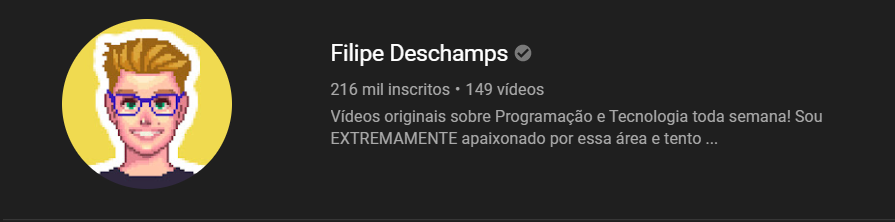 Filipe Deschamps
216 mil inscritos • 149 vídeos
Vídeos originais sobre Programação e Tecnologia toda semana! Sou
EXTREMAMENTE apaixonado por essa área e tento ...